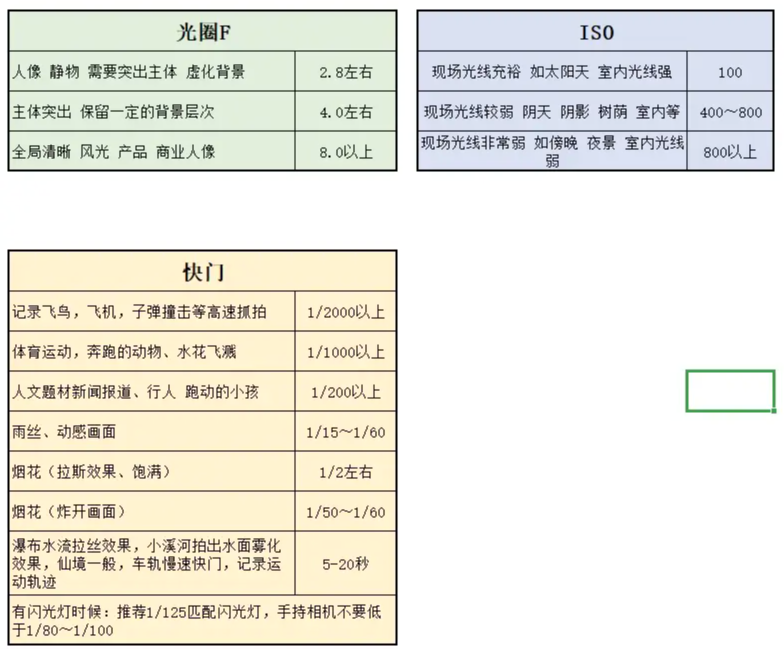 光圈F
人像 静物 需要突出主体 虚化背景 2.8左右
主体突出 保留一定的背景层次 4.0左右
全局清晰 风光 产品 商业人像 8.0以上
ISO
现场光线充裕 如太阳天 室内光线强 100
现场光线较弱 阴天 阴影 树荫 室内等 400～800
现场光线非常弱 如傍晚 夜景 室内光线
弱 800以上
快门
记录飞鸟，飞机，子弹撞击等高速抓拍 1/2000以上
体育运动，奔跑的动物、水花飞溅 1/1000以上
人文题材新闻报道、行人 跑动的小孩 1/200以上
雨丝、动感画面 1/15～1/60
烟花（拉斯效果、饱满） 1/2左右
烟花（炸开画面） 1/50～1/60
瀑布水流拉丝效果，小溪河拍出水面雾化
效果，仙境一般，车轨慢速快门，记录运
动轨迹 5-20秒
有闪光灯时候：推荐1/125匹配闪光灯，手持相机不要低
于1/80～1/100